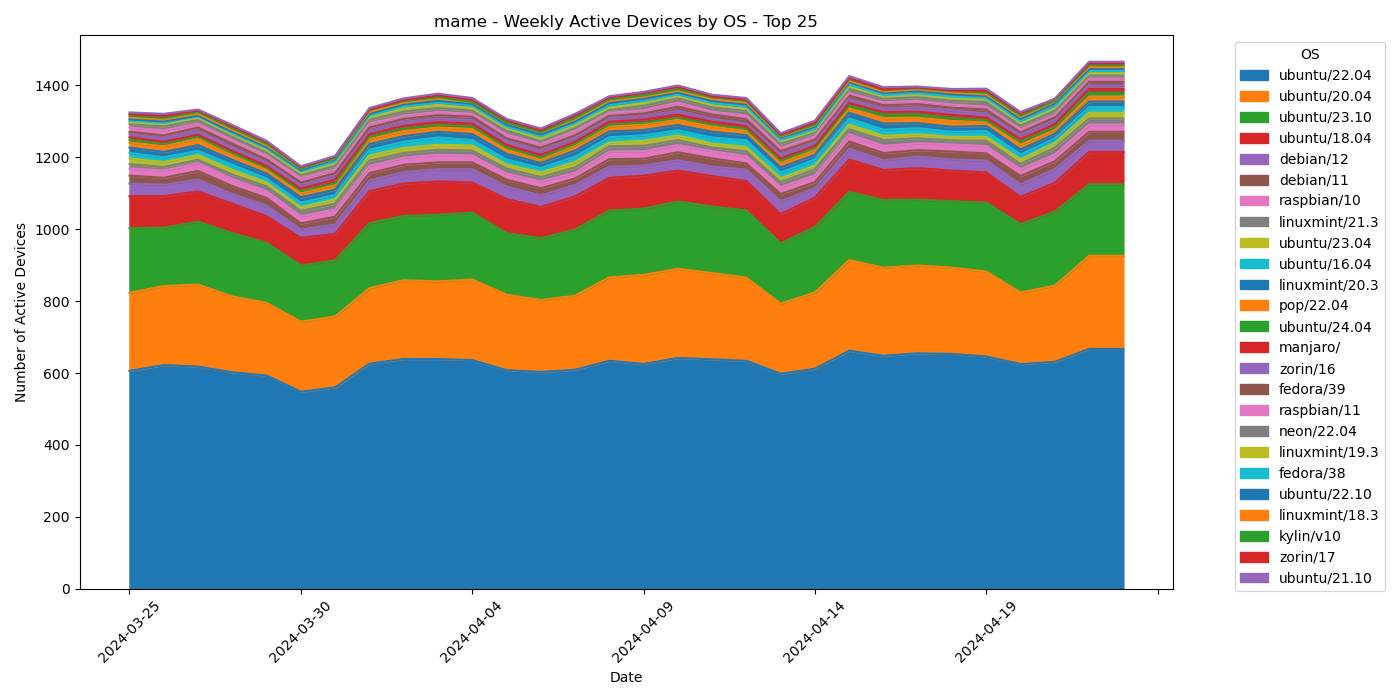 mame - Weekly Active Devices by OS - Top 25
Number of Active Devices
1400
1200
1000
800
600
400
200
0
2024-03-25
2024-03-30
2024-04-04
2024-04-09
2024-04-14
2024-04-19
Date
OS
ubuntu/22.04
ubuntu/20.04
ubuntu/23.10
ubuntu/18.04
debian/12
debian/11
raspbian/10
linuxmint/21.3
ubuntu/23.04
ubuntu/16.04
linuxmint/20.3
pop/22.04
ubuntu/24.04
manjaro/
zorin/16
fedora/39
raspbian/11
neon/22.04
linuxmint/19.3
fedora/38
ubuntu/22.10
linuxmint/18.3
kylin/v10
zorin/17
ubuntu/21.10